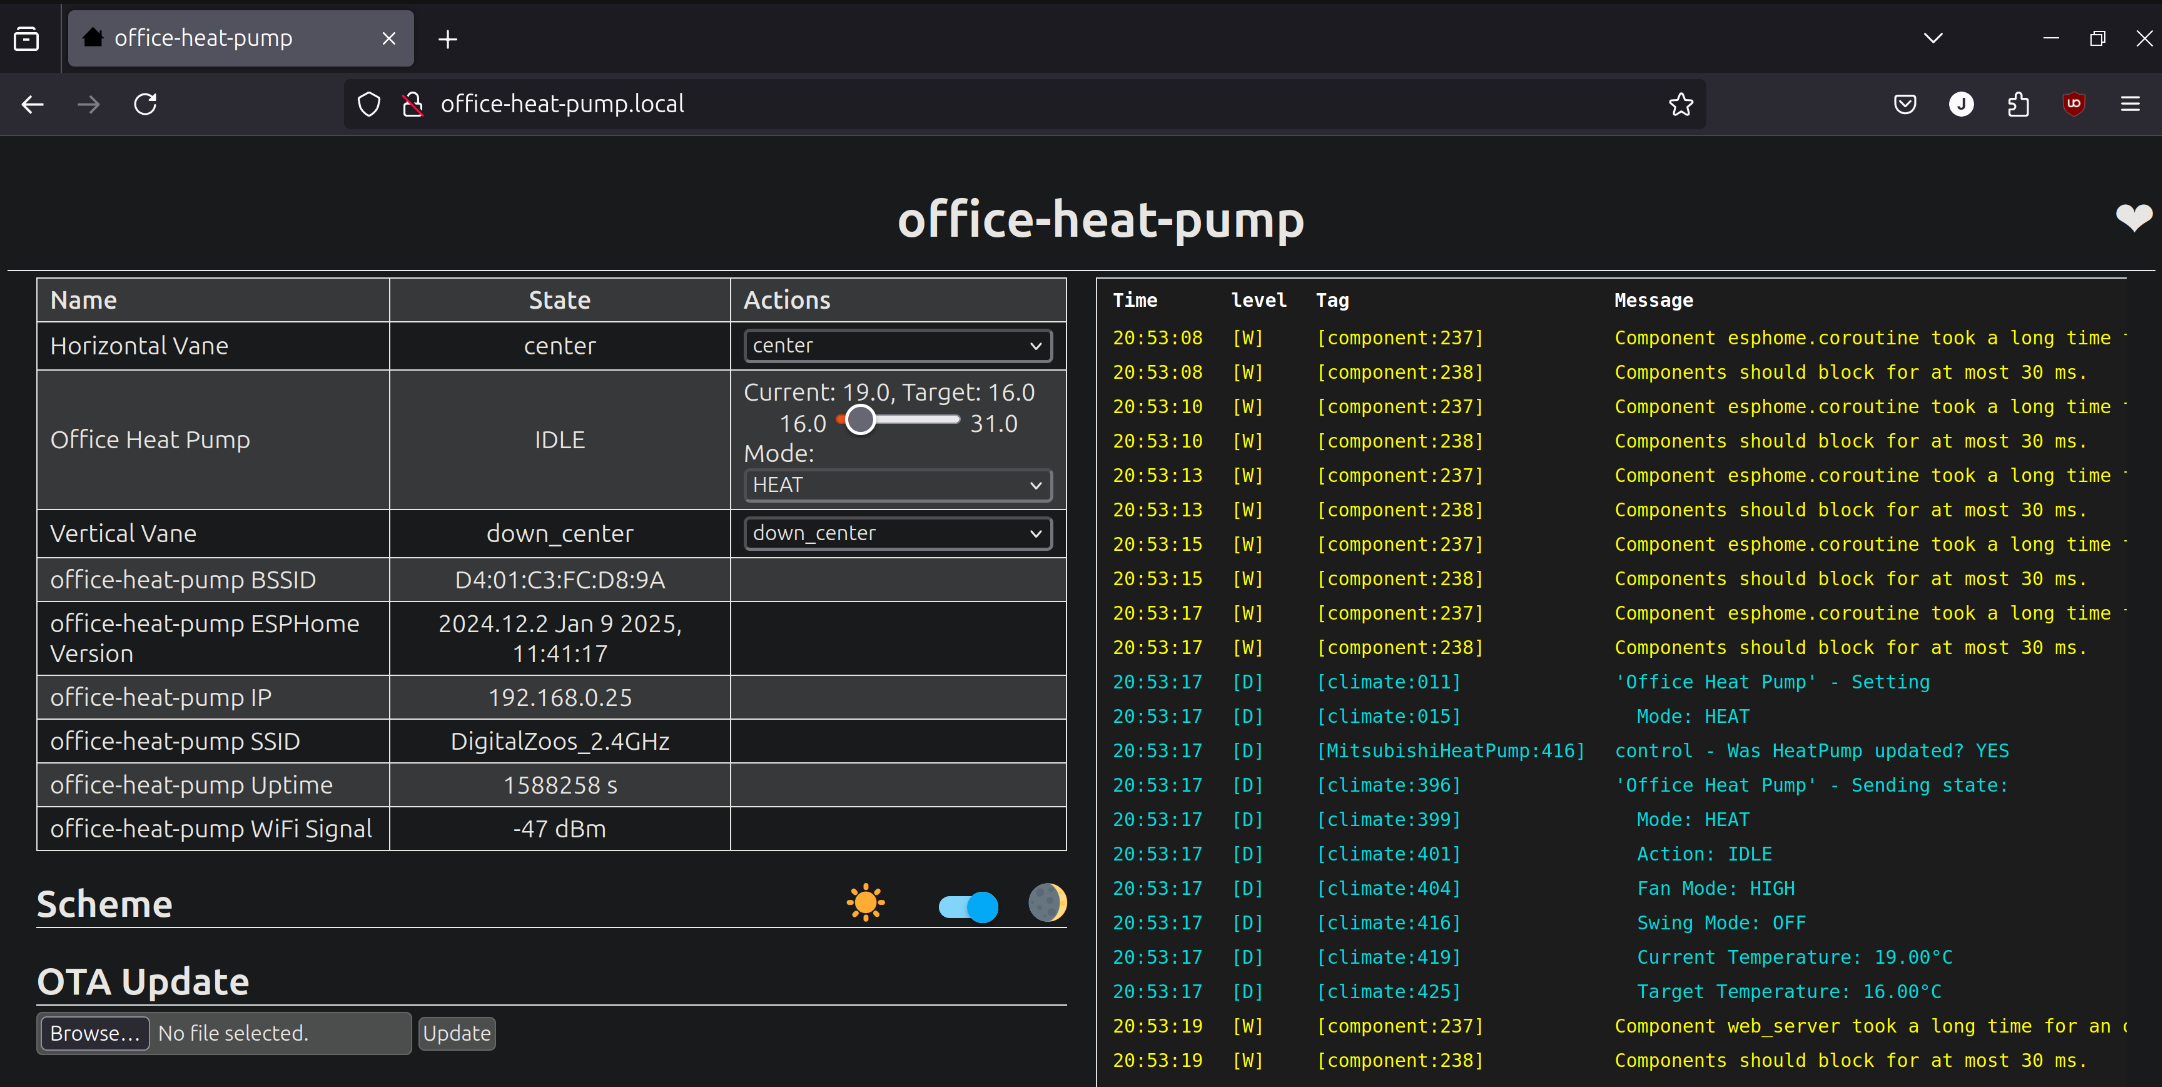 office-heat-pump
J
office-heat-pump.local
office-heat-pump
Name State Actions
Horizontal Vane center center
Office Heat Pump IDLE
Current: 19.0, Target: 16.0
16.0 31.0
Mode:
HEAT
Vertical Vane down_center down_center
office-heat-pump BSSID D4:01:C3:FC:D8:9A
office-heat-pump ESPHome
Version
2024.12.2 Jan 9 2025,
11:41:17
office-heat-pump IP 192.168.0.25
office-heat-pump SSID DigitalZoos_2.4GHz
office-heat-pump Uptime 1588258 s
office-heat-pump WiFi Signal -47 dBm
Scheme
OTA Update
Browse... No file selected. Update
Time level Tag Message
20:53:08 [W] [component:237] Component esphome.coroutine took a long time
20:53:08 [W] [component:238] Components should block for at most 30 ms.
20:53:10 [W] [component:237] Component esphome.coroutine took a long time
20:53:10 [W] [component:238] Components should block for at most 30 ms.
20:53:13 [W] [component:237] Component esphome.coroutine took a long time
20:53:13 [W] [component:238] Components should block for at most 30 ms.
20:53:15 [W] [component:237] Component esphome.coroutine took a long time
20:53:15 [W] [component:238] Components should block for at most 30 ms.
20:53:17 [W] [component:237] Component esphome.coroutine took a long time
20:53:17 [W] [component:238] Components should block for at most 30 ms.
20:53:17 [D] [climate:011] 'Office Heat Pump' - Setting
20:53:17 [D] [climate:015] Mode: HEAT
20:53:17 [D] [MitsubishiHeatPump:416] control - Was HeatPump updated? YES
20:53:17 [D] [climate:396] 'Office Heat Pump' - Sending state:
20:53:17 [D] [climate:399] Mode: HEAT
20:53:17 [D] [climate:401] Action: IDLE
20:53:17 [D] [climate:404] Fan Mode: HIGH
20:53:17 [D] [climate:416] Swing Mode: OFF
20:53:17 [D] [climate:419] Current Temperature: 19.00°C
20:53:17 [D] [climate:425] Target Temperature: 16.00°C
20:53:19 [W] [component:237] Component web_server took a long time for an
20:53:19 [W] [component:238] Components should block for at most 30 ms.